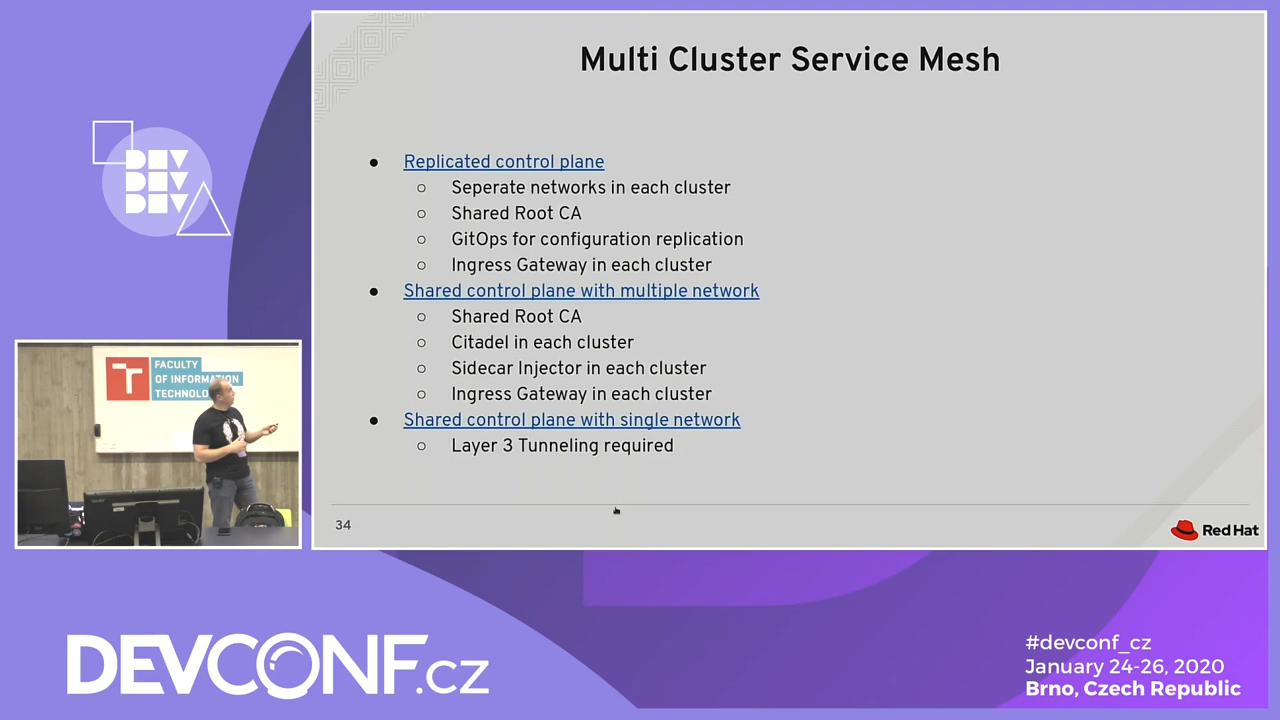 Multi Cluster Service Mesh
● Replicated control plane
○ Seperate networks in each cluster
○ Shared Root CA
○ GitOps for configuration replication
○ Ingress Gateway in each cluster
● Shared control plane with multiple network
○ Shared Root CA
○ Citadel in each cluster
○ Sidecar Injector in each cluster
○ Ingress Gateway in each cluster
● Shared control plane with single network
○ Layer 3 Tunneling required
34
Red Hat
DEV
DEV
DEV
FACULTY
OF INFORMATION
TECHNOLO
DEVCONF.cz
#devconf_cz
January 24-26, 2020
Brno, Czech Republic